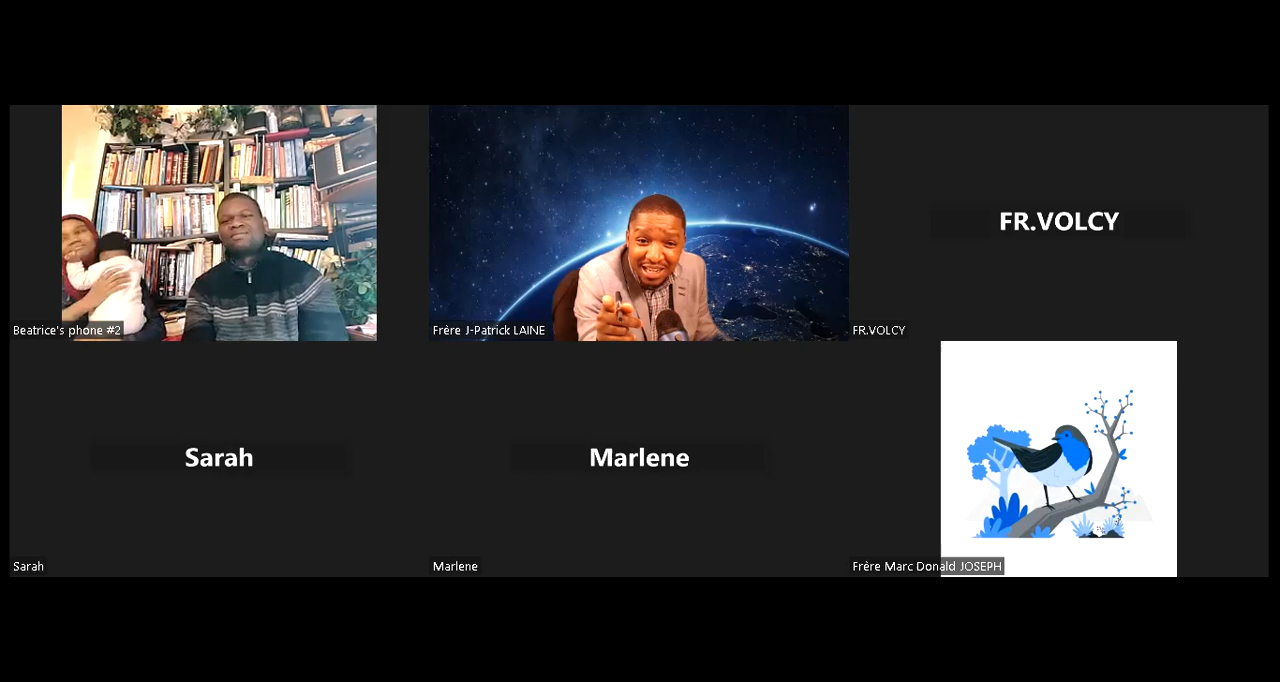 FR.VOLCY
Beatrice's phone #2
Frère J-Patrick LAINE
FR.VOLCY
Sarah
Marlene
Sarah
Marlene
Frère Marc Donald JOSEPH